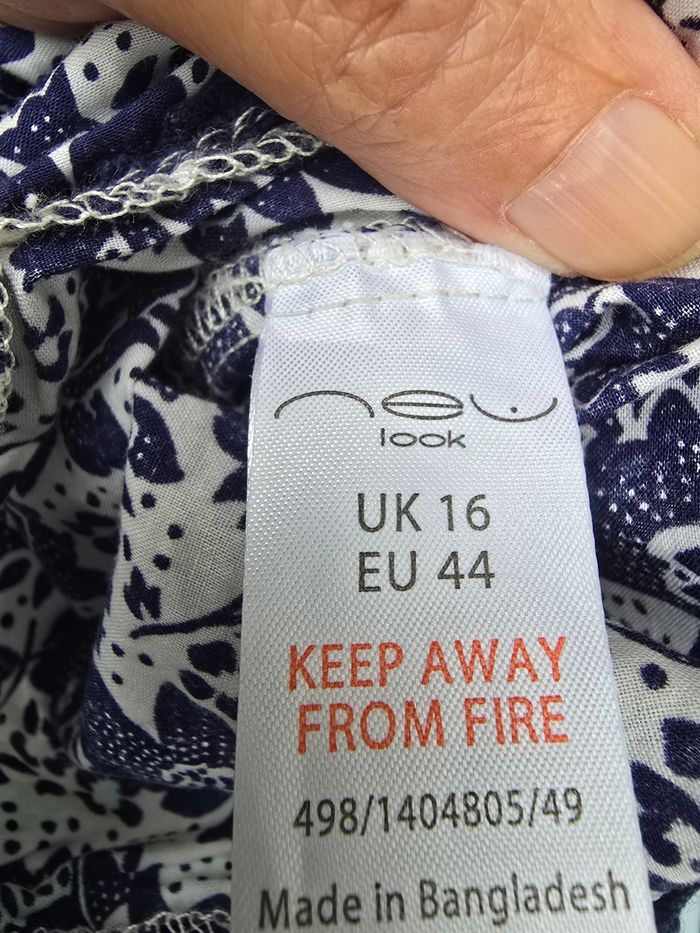 new
look
UK 16
EU 44
KEEP AWAY
FROM FIRE
498/1404805/49
Made in Bangladesh